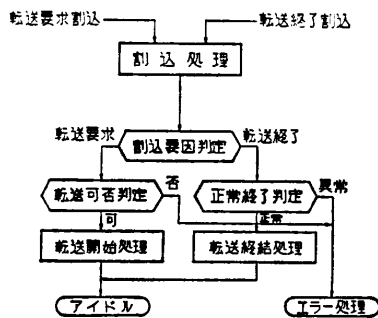 転送要求割込 転送終了割込
割込処理
転送要求 転送終了
割込要因判定
転送可否判定 否 正常終了判定 異常
可 正常
転送開始処理 転送終結処理
アイドル エラー処理